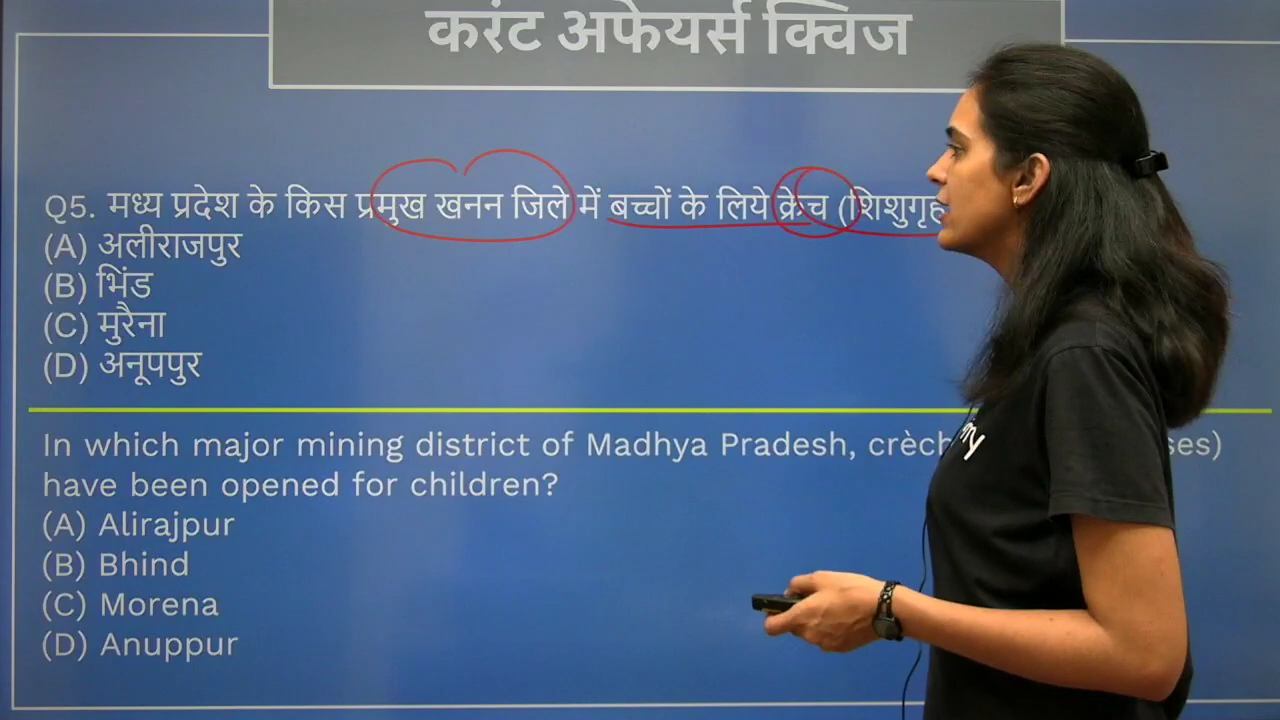 करंट अफेयर्स क्विज
Q5. मध्य प्रदेश के किस प्रमुख खनन जिले में बच्चों के लिये क्रेच (शिशुगृह
(A) अलीराजपुर
(B) भिंड
(C) मुरैना
(D) अनूपपुर
In which major mining district of Madhya Pradesh, crèch ses)
have been opened for children?
(A) Alirajpur
(B) Bhind
(C) Morena
(D) Anuppur